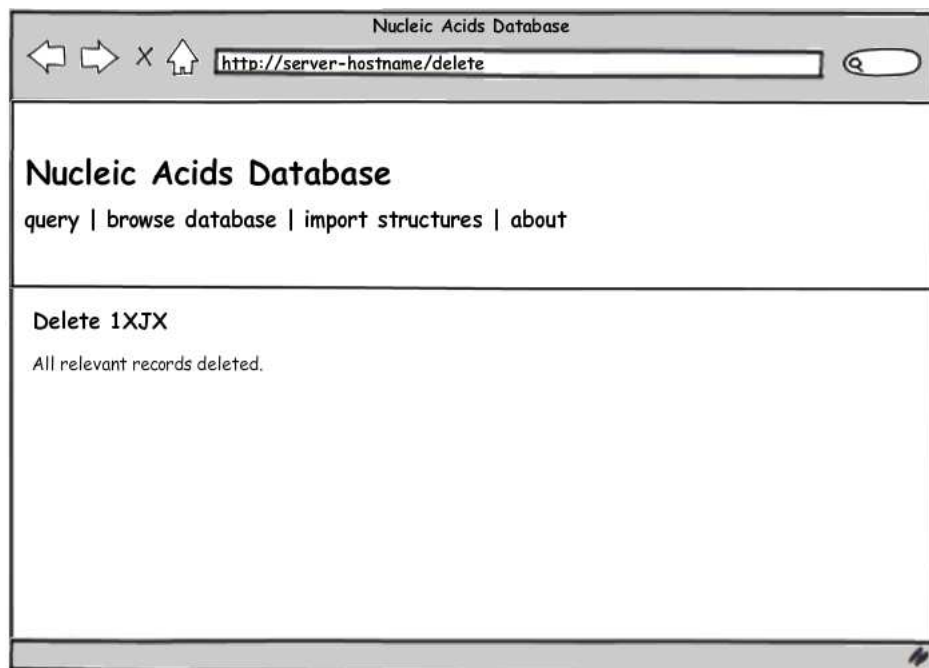 Nucleic Acids Database
http://server-hostname/delete
Nucleic Acids Database
query | browse database | import structures | about
Delete 1XJX
All relevant records deleted.